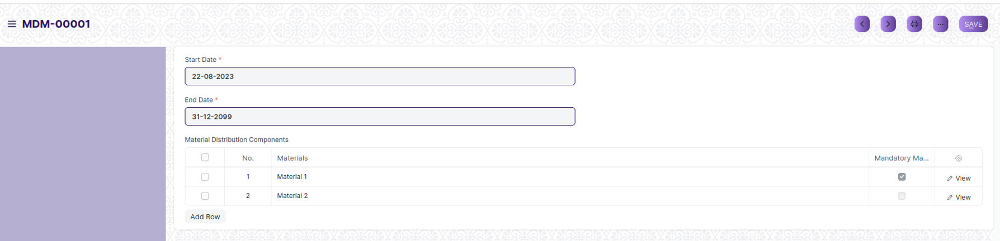 MDM-00001
SAVE
Start Date *
22-08-2023
End Date *
31-12-2099
Material Distribution Components
No. Materials Mandatory Ma...
1 Material 1 View
2 Material 2 View
Add Row